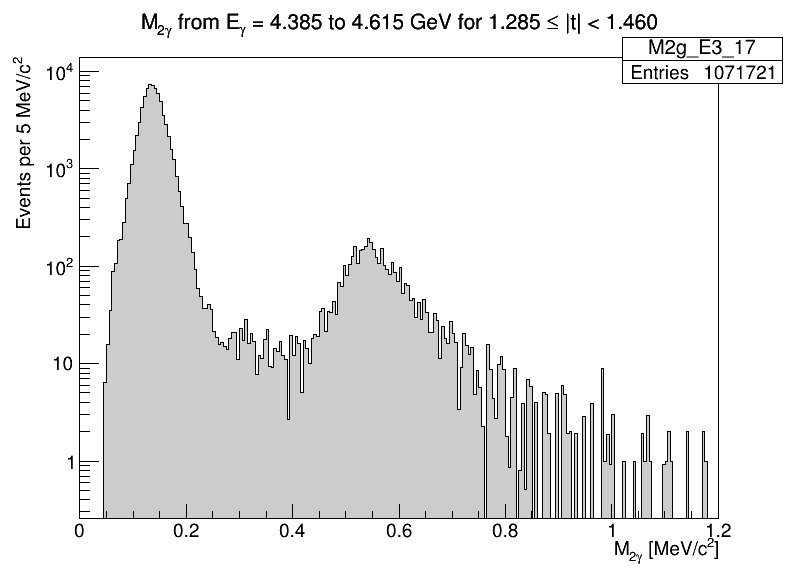 M₂γ from Eγ = 4.385 to 4.615 GeV for 1.285 ≤ |t| < 1.460
M2g_E3_17
Entries 1071721
Events per 5 MeV/c²
10⁴
10³
10²
10
1
0 0.2 0.4 0.6 0.8 1 1.2
M₂γ [MeV/c²]